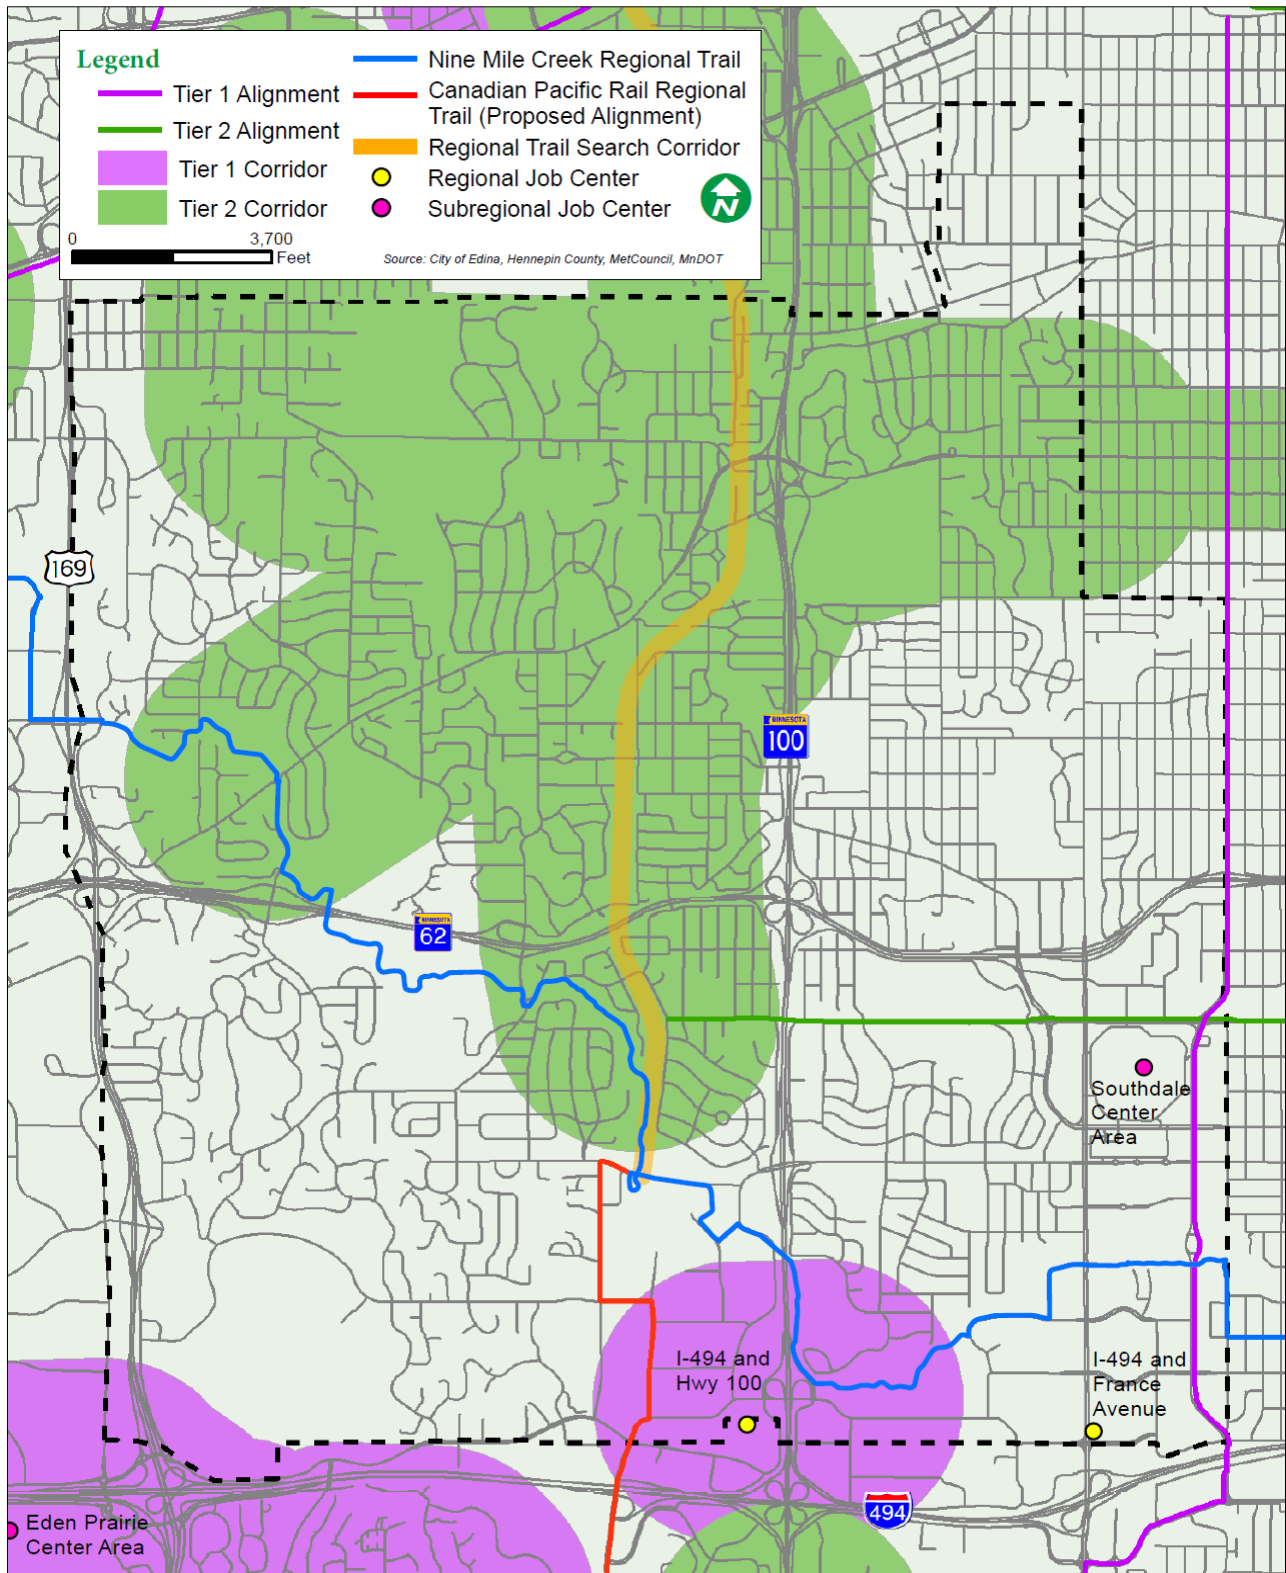 Legend
Tier 1 Alignment
Tier 2 Alignment
Tier 1 Corridor
Tier 2 Corridor
0 3,700
Feet
Nine Mile Creek Regional Trail
Canadian Pacific Rail Regional
Trail (Proposed Alignment)
Regional Trail Search Corridor
Regional Job Center
Subregional Job Center
N
Source: City of Edina, Hennepin County, MetCouncil, MnDOT
169
MINNESOTA
100
MINNESOTA
62
Southdale
Center
Area
I-494 and
Hwy 100
I-494 and
France
Avenue
494
Eden Prairie
Center Area